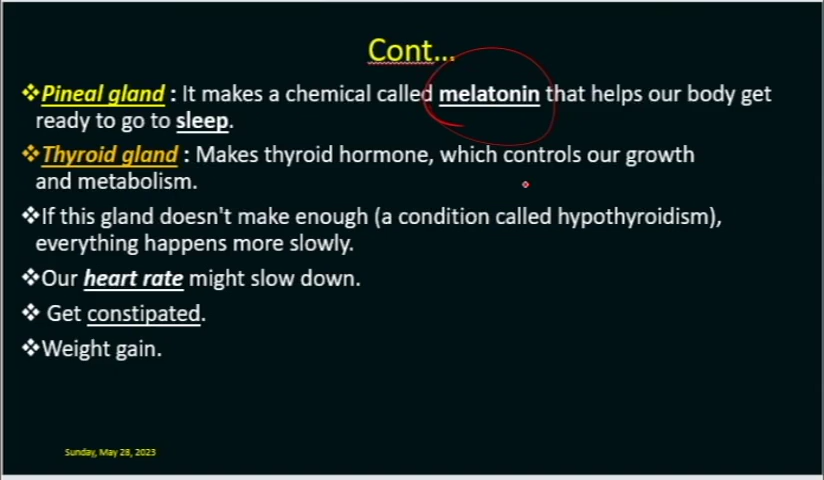 Cont...
❖Pineal gland : It makes a chemical called melatonin that helps our body get
ready to go to sleep.
❖Thyroid gland : Makes thyroid hormone, which controls our growth
and metabolism.
❖If this gland doesn't make enough (a condition called hypothyroidism),
everything happens more slowly.
❖Our heart rate might slow down.
❖ Get constipated.
❖Weight gain.
Sunday, May 28, 2023